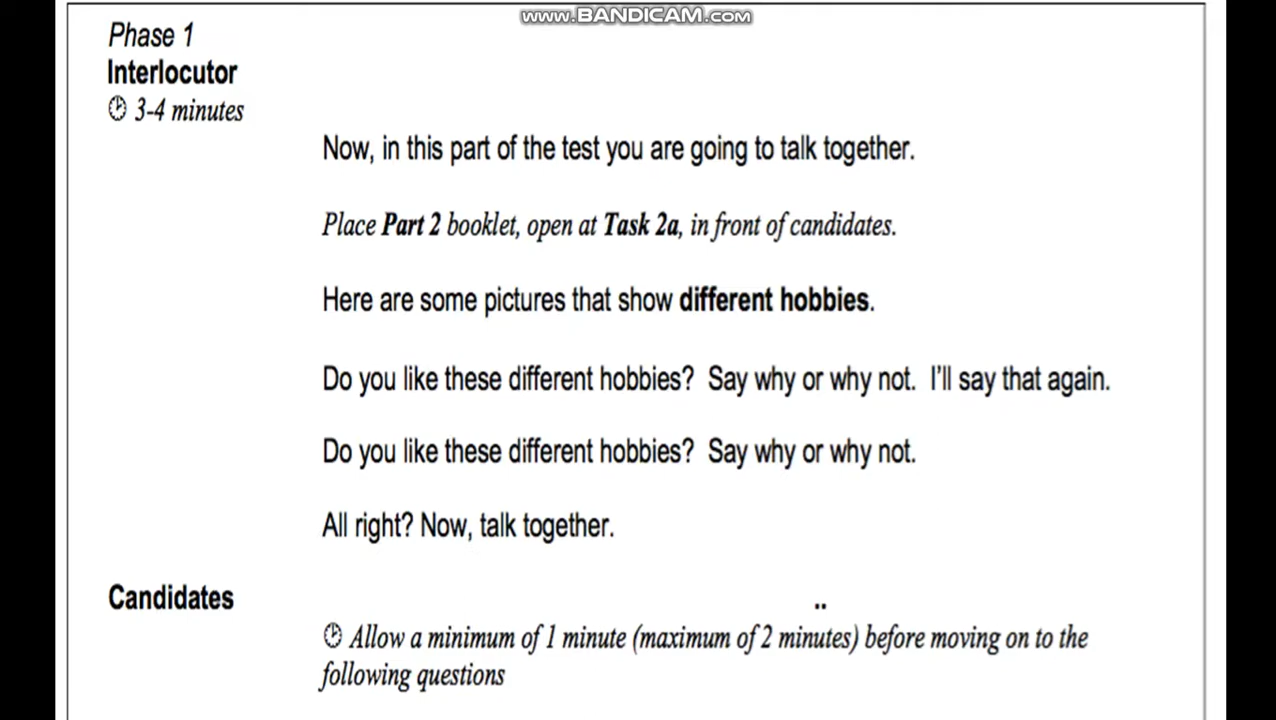 www.BANDICAM.com
Phase 1
Interlocutor
3-4 minutes
Now, in this part of the test you are going to talk together.
Place Part 2 booklet, open at Task 2a, in front of candidates.
Here are some pictures that show different hobbies.
Do you like these different hobbies? Say why or why not. I'll say that again.
Do you like these different hobbies? Say why or why not.
All right? Now, talk together.
Candidates
..
Allow a minimum of 1 minute (maximum of 2 minutes) before moving on to the
following questions